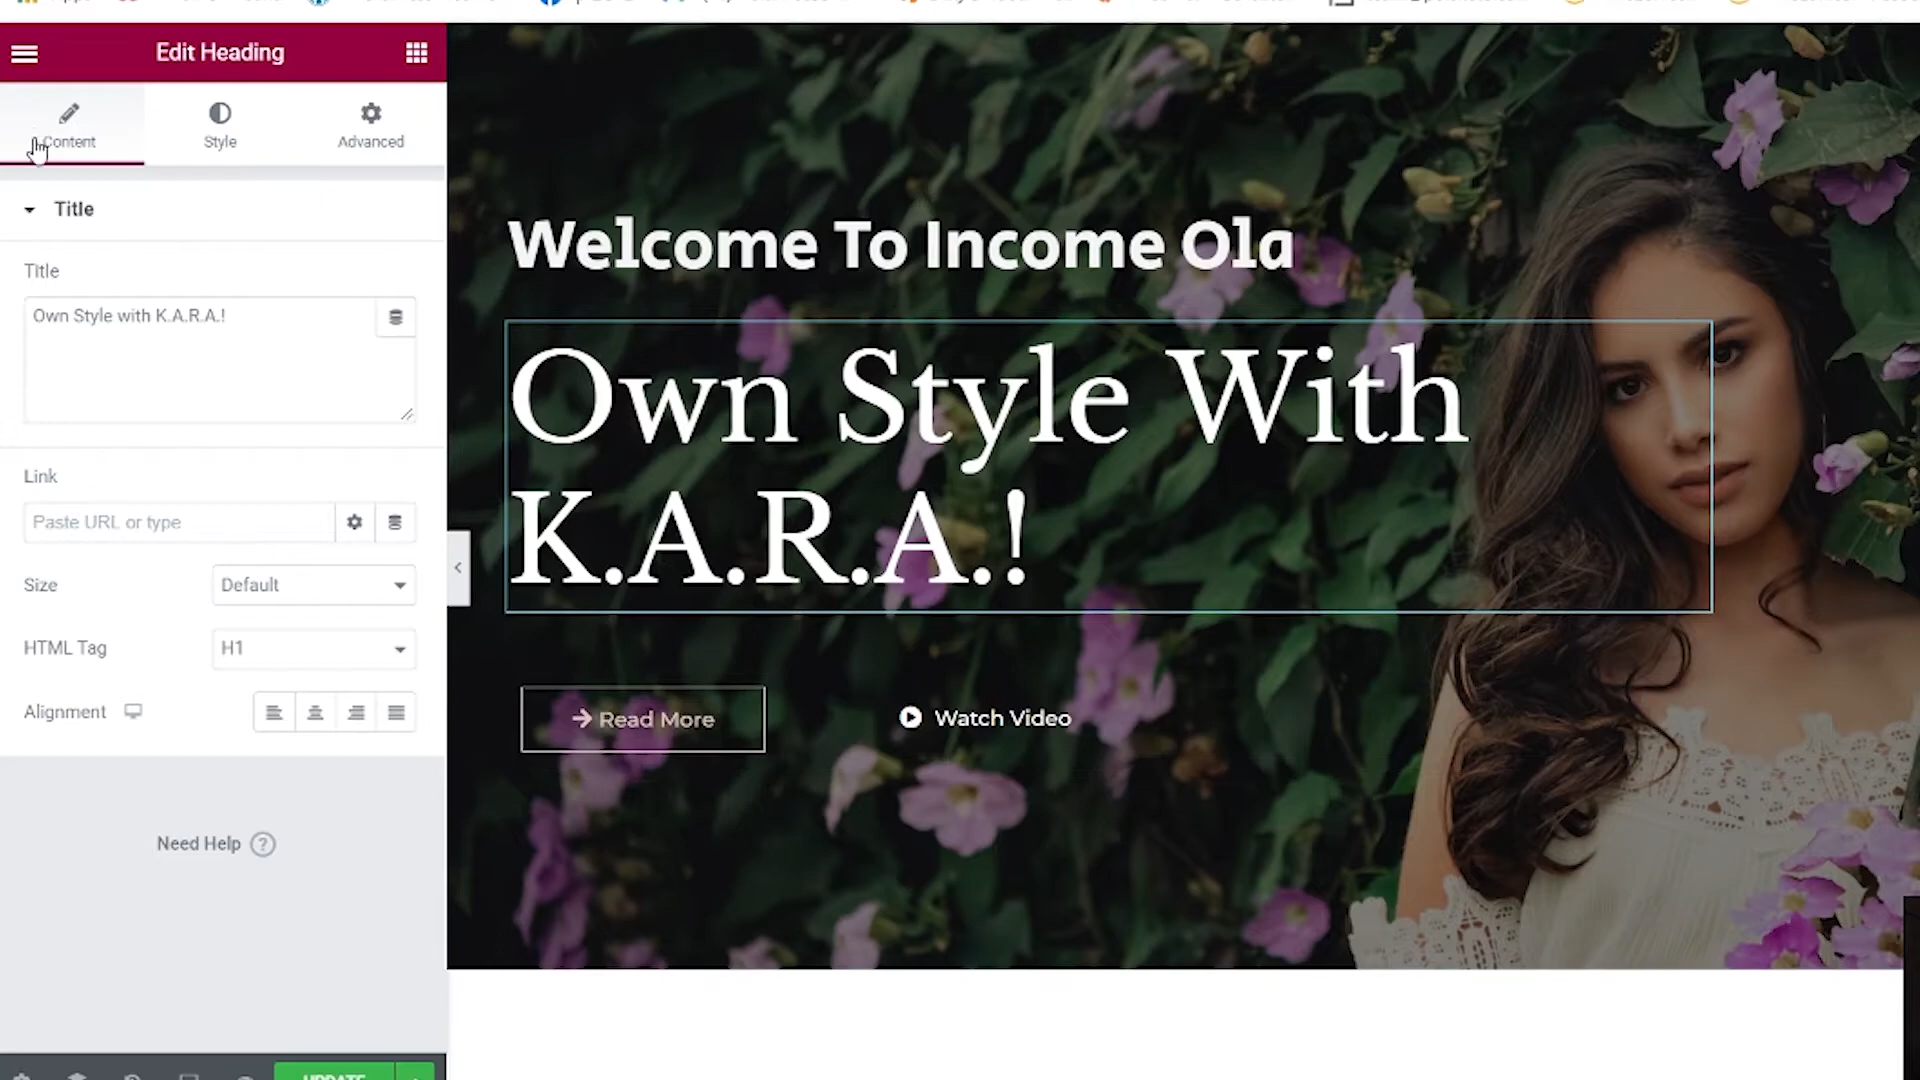 Edit Heading
Content
Style
Advanced
Title
Title
Own Style with K.A.R.A.!
Link
Paste URL or type
Size
Default
HTML Tag
H1
Alignment
Need Help ?
UPDATE
Welcome To Income Ola
Own Style With
K.A.R.A.!
Read More
Watch Video